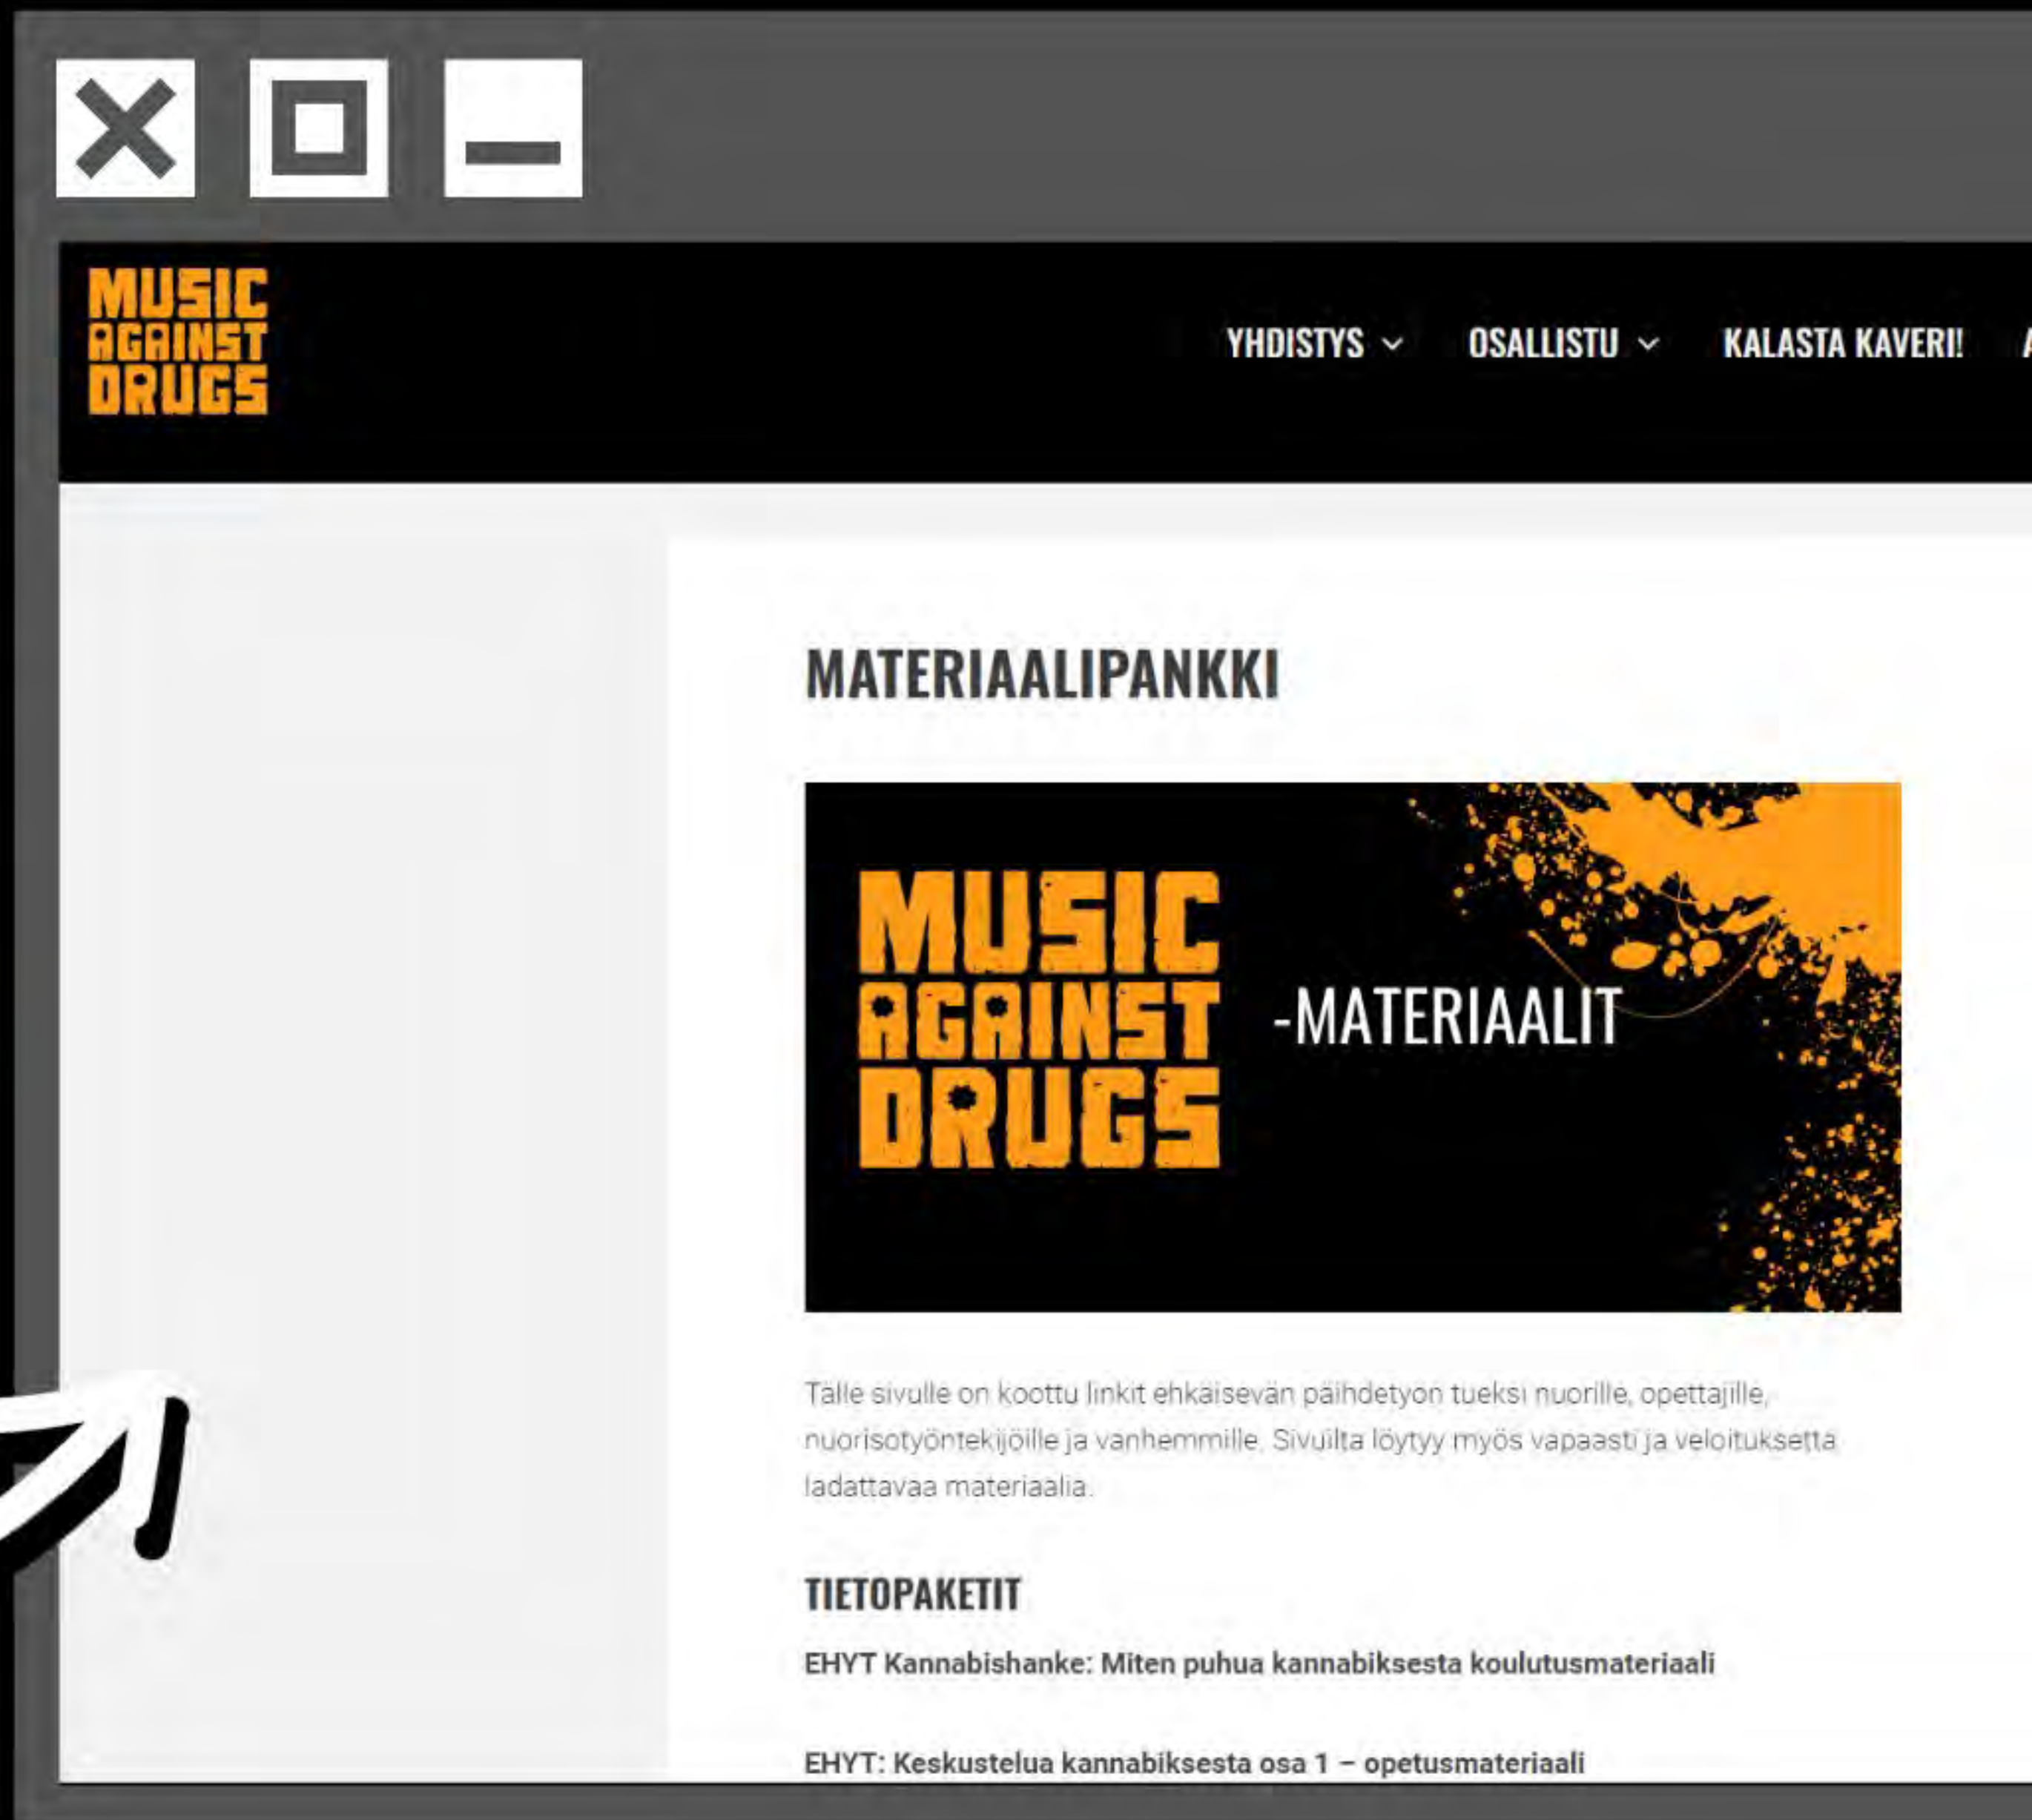 MUSIC
AGAINST
DRUGS
YHDISTYS OSALLISTU KALASTA KAVERI!
MATERIAALIPANKKI
MUSIC
AGAINST
DRUGS
-MATERIAALIT
Tälle sivulle on koottu linkit ehkäisevän päihdetyön tueksi nuorille, opettajille,
nuorisotyöntekijöille ja vanhemmille. Sivuilta löytyy myös vapaasti ja veloituksetta
ladattavaa materiaalia.
TIETOPAKETIT
EHYT Kannabishanke: Miten puhua kannabiksesta koulutusmateriaali
EHYT: Keskustelua kannabiksesta osa 1 – opetusmateriaali